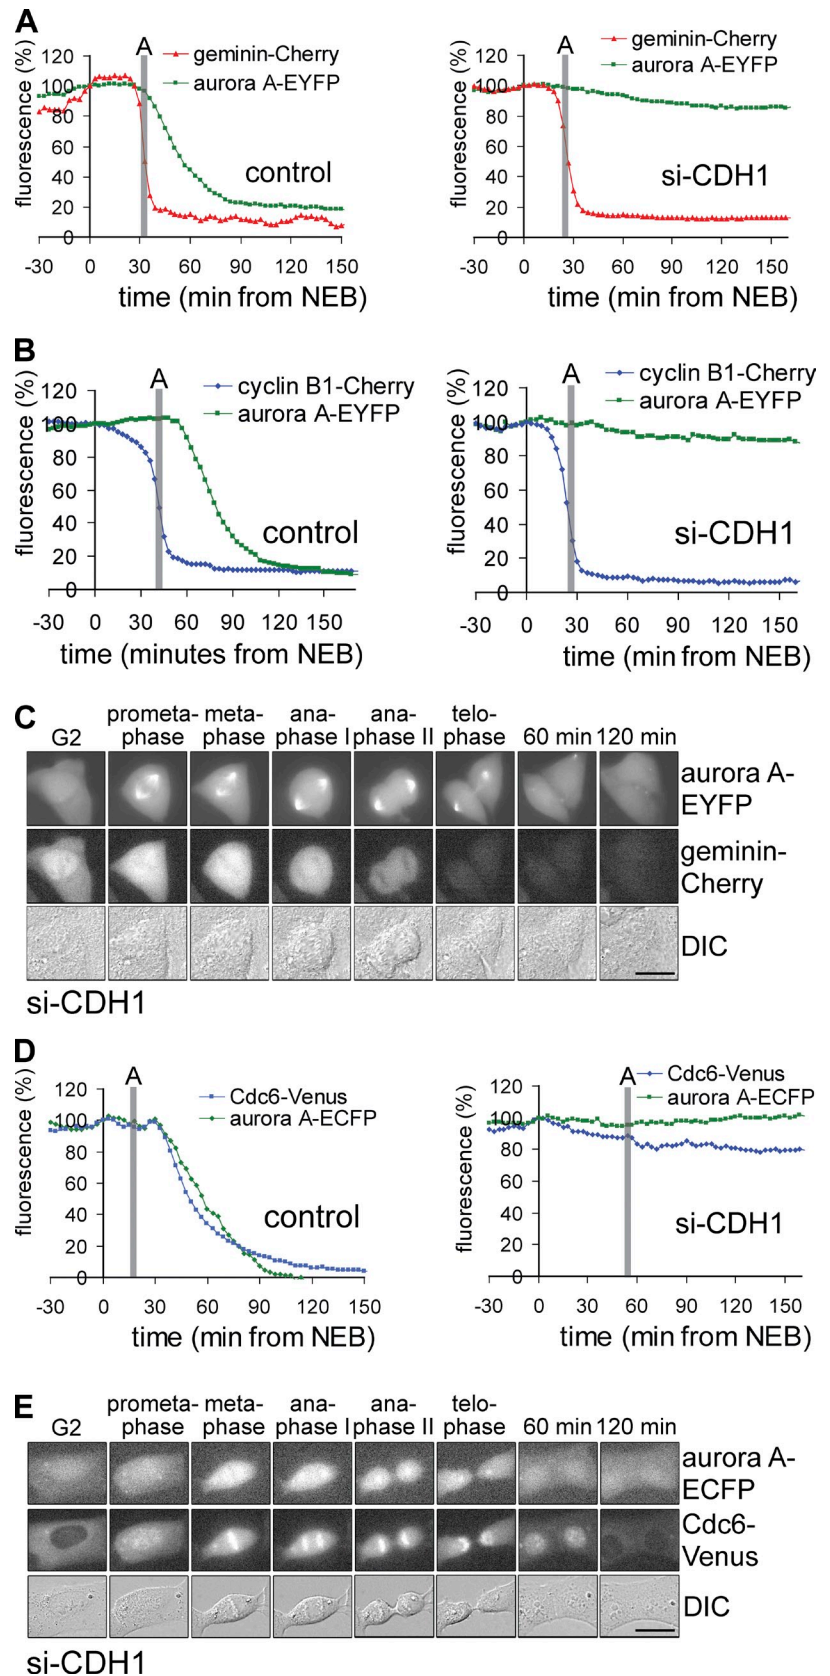 A
fluorescence (%)
120
100
80
60
40
20
0
-30 0 30 60 90 120 150
time (min from NEB)
A
geminin-Cherry
aurora A-EYFP
control
fluorescence (%)
120
100
80
60
40
20
0
-30 0 30 60 90 120 150
time (min from NEB)
A
geminin-Cherry
aurora A-EYFP
si-CDH1
B
fluorescence (%)
120
100
80
60
40
20
0
-30 0 30 60 90 120 150
time (minutes from NEB)
A
cyclin B1-Cherry
aurora A-EYFP
control
fluorescence (%)
120
100
80
60
40
20
0
-30 0 30 60 90 120 150
time (min from NEB)
A
cyclin B1-Cherry
aurora A-EYFP
si-CDH1
C
G2
prometa-
phase
meta-
phase
ana-
phase I
ana-
phase II
telo-
phase
60 min
120 min
aurora A-
EYFP
geminin-
Cherry
DIC
si-CDH1
D
fluorescence (%)
120
100
80
60
40
20
0
-30 0 30 60 90 120 150
time (min from NEB)
A
Cdc6-Venus
aurora A-ECFP
control
fluorescence (%)
120
100
80
60
40
20
0
-30 0 30 60 90 120 150
time (min from NEB)
A
Cdc6-Venus
aurora A-ECFP
si-CDH1
E
G2
prometa-
phase
meta-
phase
ana-
phase I
ana-
phase II
telo-
phase
60 min
120 min
aurora A-
ECFP
Cdc6-
Venus
DIC
si-CDH1